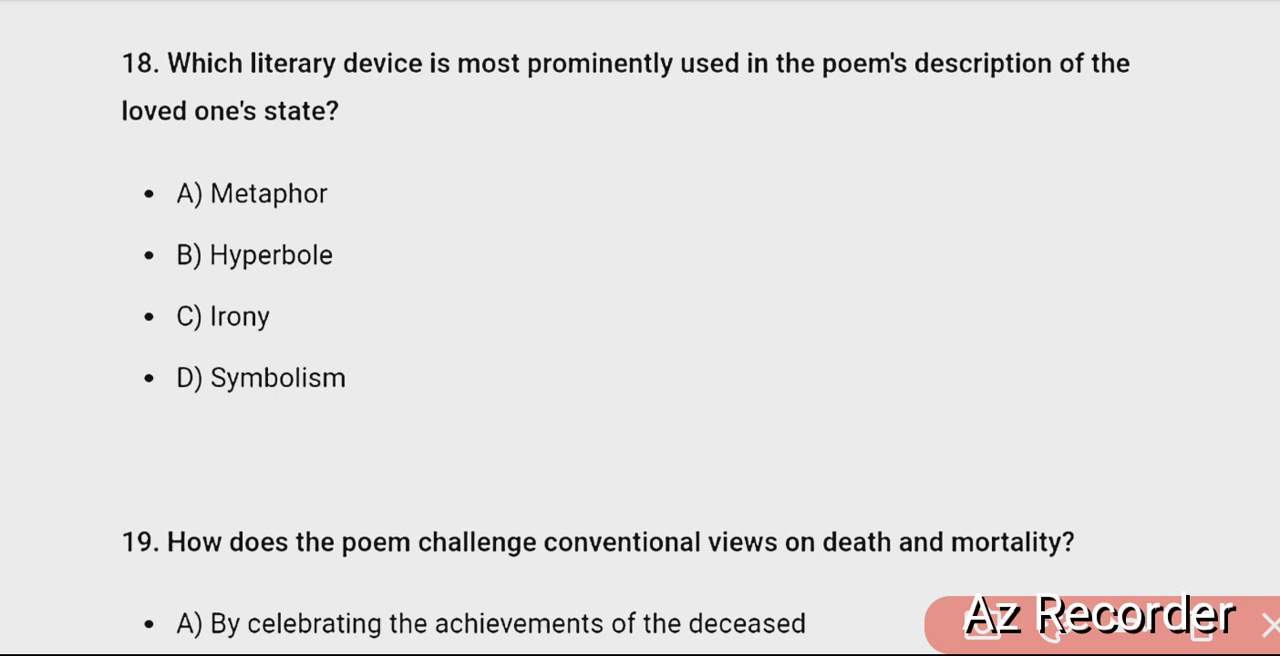 18. Which literary device is most prominently used in the poem's description of the
loved one's state?
• A) Metaphor
• B) Hyperbole
• C) Irony
• D) Symbolism
19. How does the poem challenge conventional views on death and mortality?
• A) By celebrating the achievements of the deceased
Az Recorder